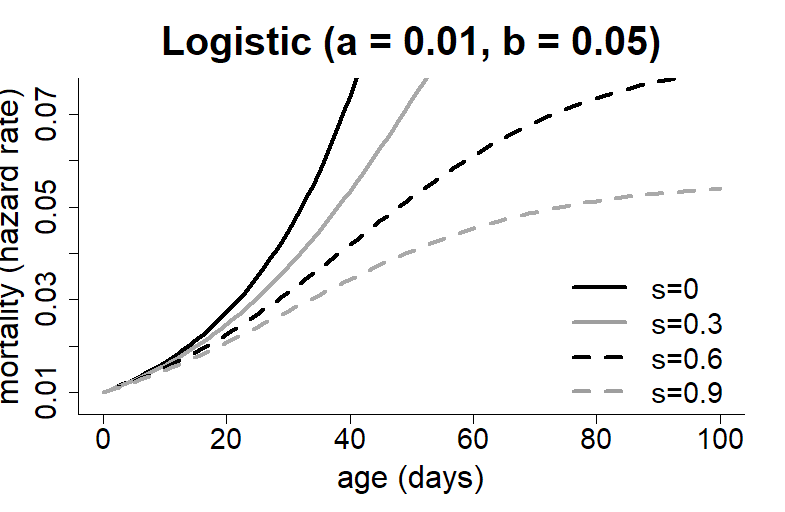 Logistic (a = 0.01, b = 0.05)
mortality (hazard rate)
0.07
0.05
0.03
0.01
s=0
s=0.3
s=0.6
s=0.9
0 20 40 60 80 100
age (days)